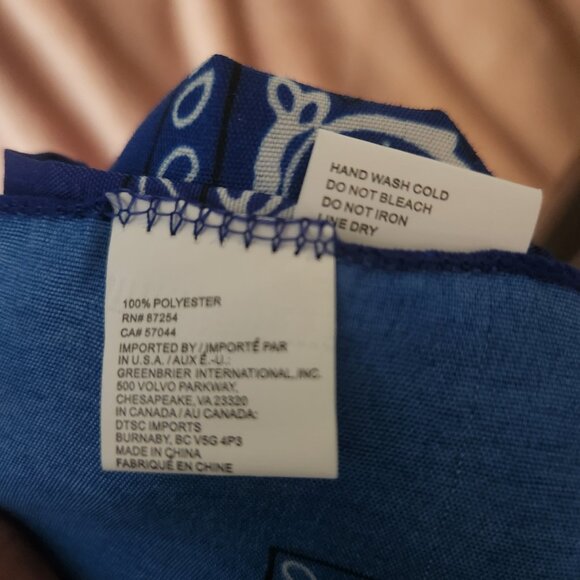 HAND WASH COLD
DO NOT BLEACH
DO NOT IRON
LINE DRY
100% POLYESTER
RN# 87254
CA# 57044
IMPORTED BY / IMPORTÉ PAR
IN U.S.A. / AUX É.-U.:
GREENBRIER INTERNATIONAL, INC.
500 VOLVO PARKWAY,
CHESAPEAKE, VA 23320
IN CANADA / AU CANADA:
DTSC IMPORTS
BURNABY, BC V5G 4P3
MADE IN CHINA
FABRIQUÉ EN CHINE